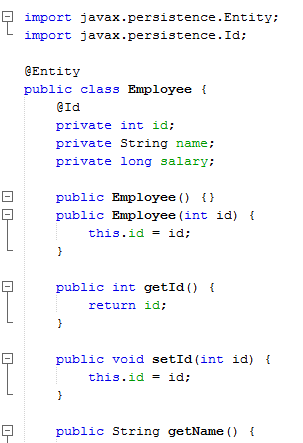 import javax.persistence.Entity;
import javax.persistence.Id;

@Entity
public class Employee {
    @Id
    private int id;
    private String name;
    private long salary;

    public Employee() {}
    public Employee(int id) {
        this.id = id;
    }

    public int getId() {
        return id;
    }

    public void setId(int id) {
        this.id = id;
    }

    public String getName() {